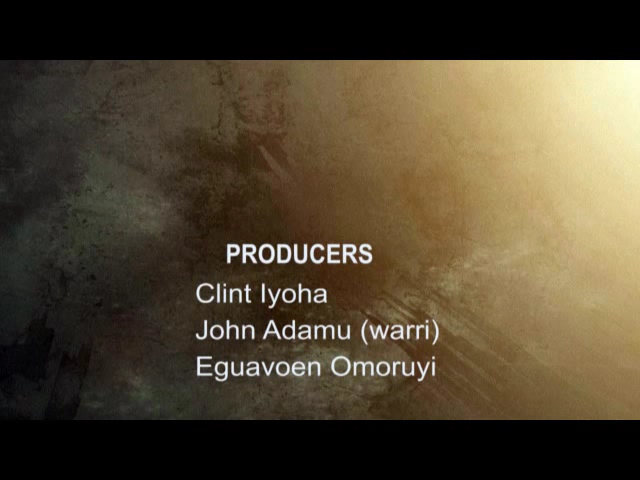 PRODUCERS
Clint Iyoha
John Adamu (warri)
Eguavoen Omoruyi